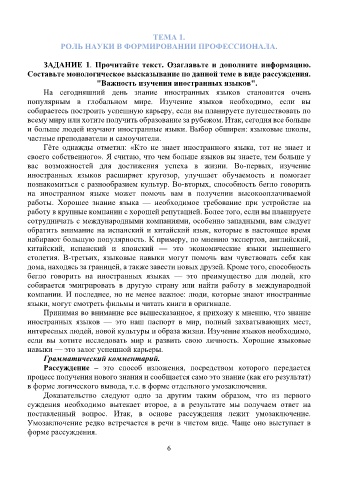 ТЕМА 1.
РОЛЬ НАУКИ В ФОРМИРОВАНИИ ПРОФЕССИОНАЛА.
ЗАДАНИЕ 1. Прочитайте текст. Озаглавьте и дополните информацию.
Составьте монологическое высказывание по данной теме в виде рассуждения.
"Важность изучения иностранных языков".
На сегодняшний день знание иностранных языков становится очень
популярным в глобальном мире. Изучение языков необходимо, если вы
собираетесь построить успешную карьеру, если вы планируете путешествовать по
всему миру или хотите получить образование за рубежом. Итак, сегодня все больше
и больше людей изучают иностранные языки. Выбор обширен: языковые школы,
частные преподаватели и самоучители.
Гёте однажды отметил: «Кто не знает иностранного языка, тот не знает и
своего собственного». Я считаю, что чем больше языков вы знаете, тем больше у
вас возможностей для достижения успеха в жизни. Во-первых, изучение
иностранных языков расширяет кругозор, улучшает обучаемость и помогает
познакомиться с разнообразием культур. Во-вторых, способность бегло говорить
на иностранном языке может помочь вам в получении высокооплачиваемой
работы. Хорошее знание языка — необходимое требование при устройстве на
работу в крупные компании с хорошей репутацией. Более того, если вы планируете
сотрудничать с международными компаниями, особенно западными, вам следует
обратить внимание на испанский и китайский язык, которые в настоящее время
набирают большую популярность. К примеру, по мнению экспертов, английский,
китайский, испанский и японский — это экономические языки нынешнего
столетия. В-третьих, языковые навыки могут помочь вам чувствовать себя как
дома, находясь за границей, а также завести новых друзей. Кроме того, способность
бегло говорить на иностранных языках — это преимущество для людей, кто
собирается эмигрировать в другую страну или найти работу в международной
компании. И последнее, но не менее важное: люди, которые знают иностранные
языки, могут смотреть фильмы и читать книги в оригинале.
Принимая во внимание все вышесказанное, я прихожу к мнению, что знание
иностранных языков — это наш паспорт в мир, полный захватывающих мест,
интересных людей, новой культуры и образа жизни. Изучение языков необходимо,
если вы хотите исследовать мир и развить свою личность. Хорошие языковые
навыки — это залог успешной карьеры.
Грамматический комментарий.
Рассуждение – это способ изложения, посредством которого передается
процесс получения нового знания и сообщается само это знание (как его результат)
в форме логического вывода, т.е. в форме отдельного умозаключения.
Доказательство следуют одно за другим таким образом, что из первого
суждения необходимо вытекает второе, а в результате мы получаем ответ на
поставленный вопрос. Итак, в основе рассуждения лежит умозаключение.
Умозаключение редко встречается в речи в чистом виде. Чаще оно выступает в
форме рассуждения.
6